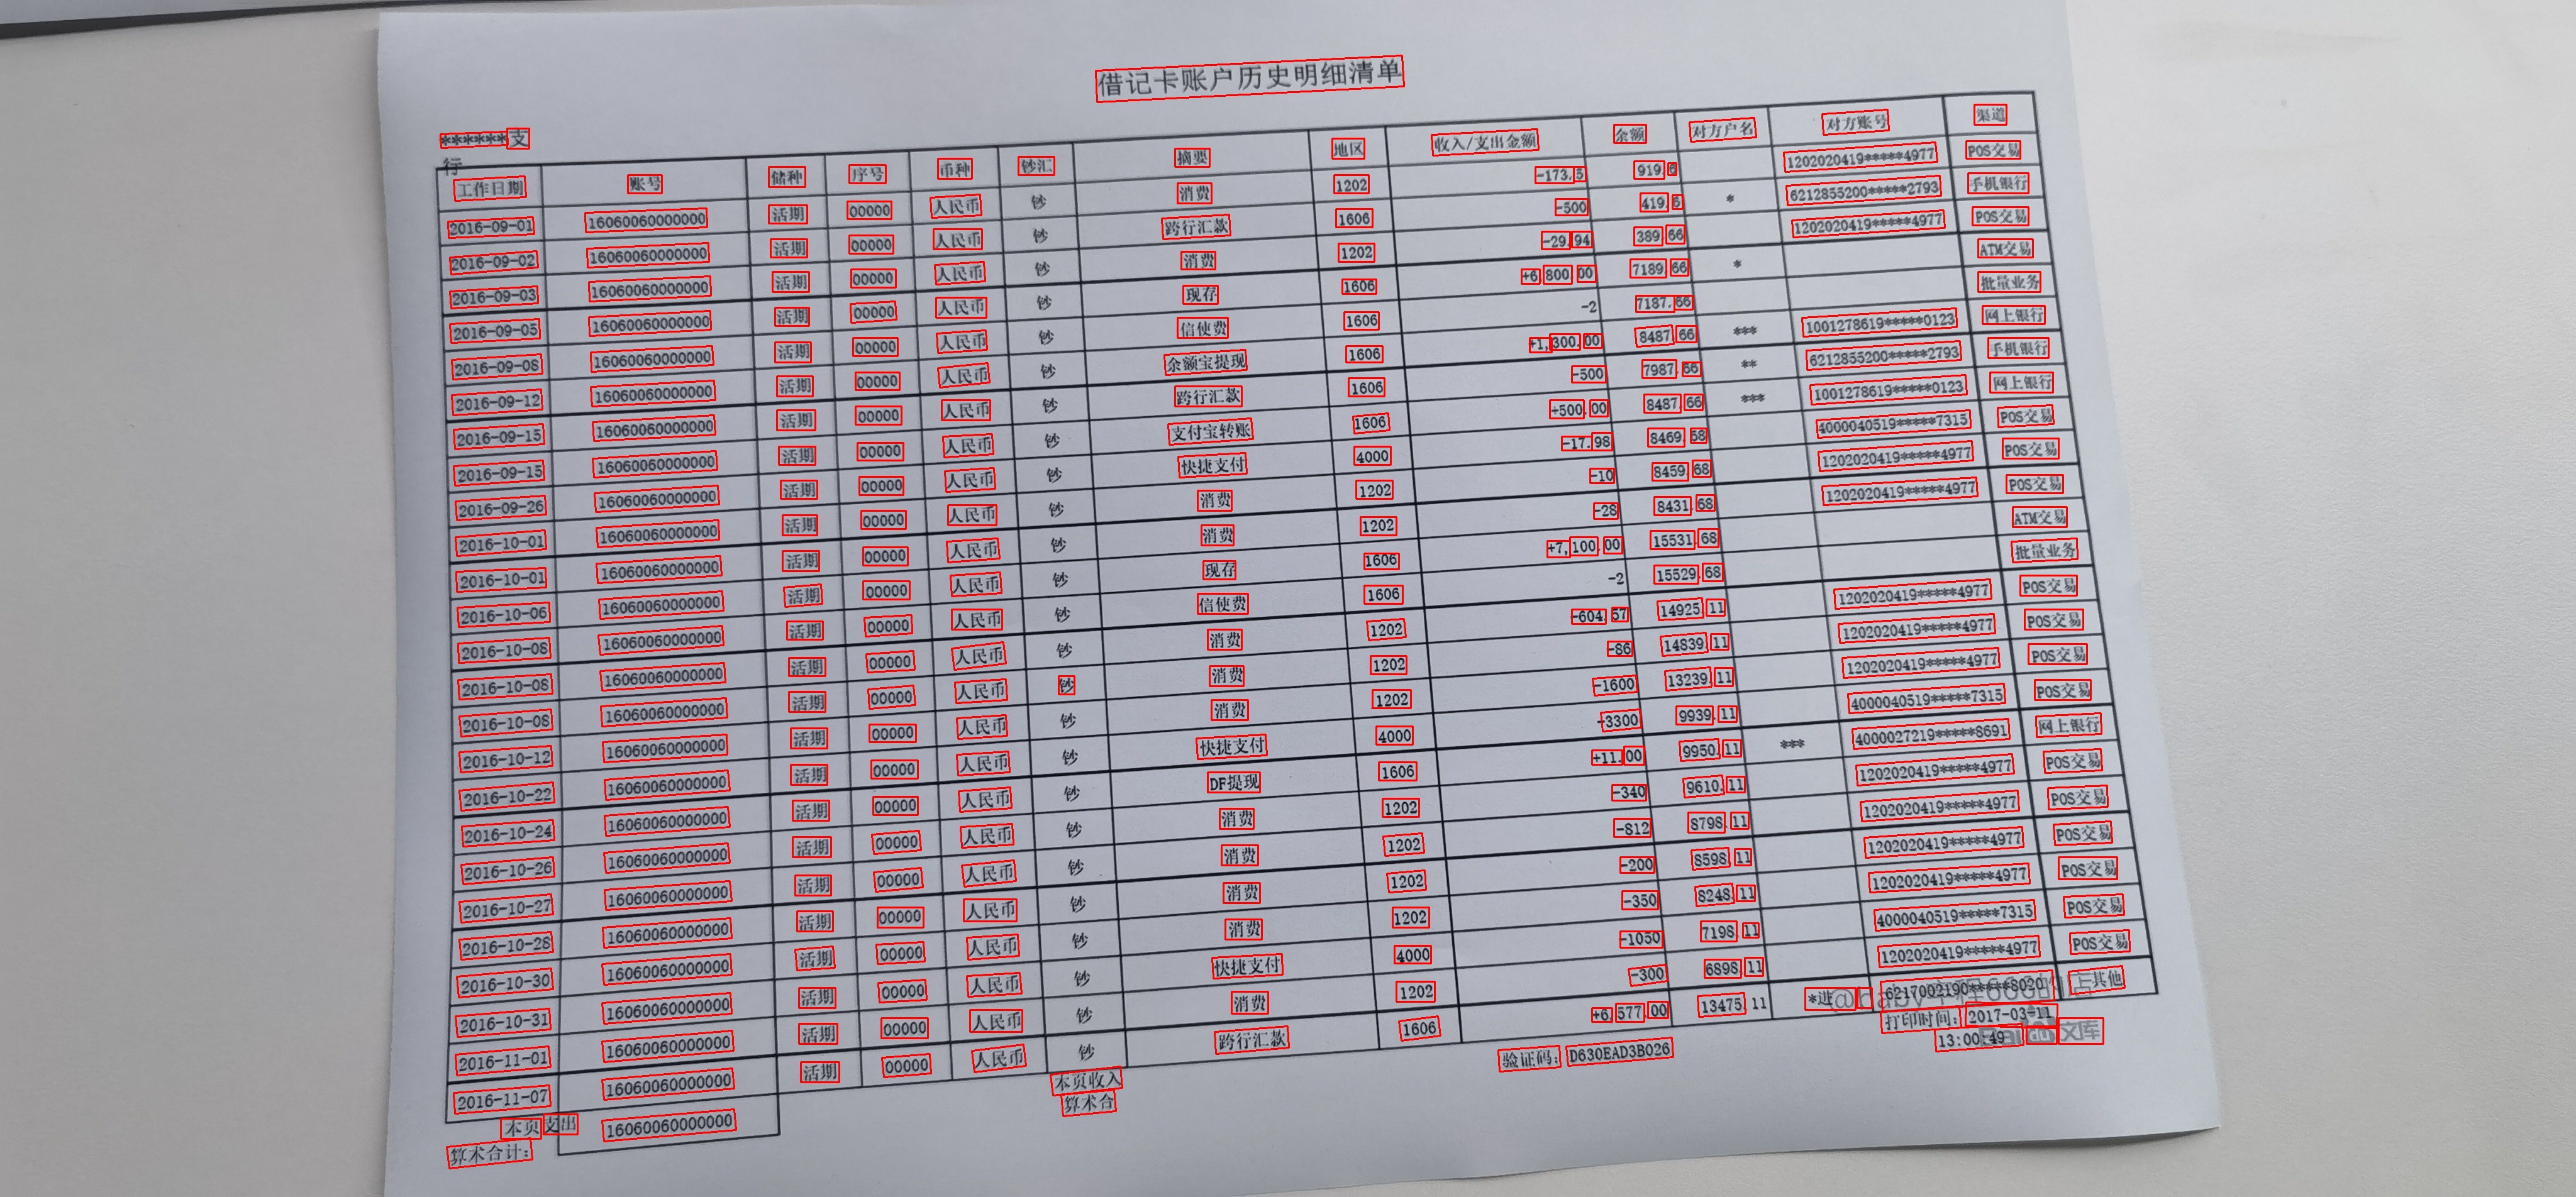 借记卡账户历史明细清单
******支
行
工作日期 账号 储种 序号 币种 钞汇 摘要 地区 收入/支出金额 余额 对方户名 对方账号 渠道
2016-09-01 16060060000000 活期 00000 人民币 钞 消费 1202 -173.5 919.6 1202020419*****4977 POS交易
2016-09-02 16060060000000 活期 00000 人民币 钞 跨行汇款 1606 -500 419.6 * 6212855200*****2793 手机银行
2016-09-03 16060060000000 活期 00000 人民币 钞 消费 1202 -29.94 389.66 1202020419*****4977 POS交易
2016-09-05 16060060000000 活期 00000 人民币 钞 现存 1606 +6,800.00 7189.66 * ATM交易
2016-09-08 16060060000000 活期 00000 人民币 钞 信使费 1606 -2 7187.66 批量业务
2016-09-12 16060060000000 活期 00000 人民币 钞 余额宝提现 1606 +1,300.00 8487.66 *** 1001278619*****0123 网上银行
2016-09-15 16060060000000 活期 00000 人民币 钞 跨行汇款 1606 -500 7987.66 ** 6212855200*****2793 手机银行
2016-09-15 16060060000000 活期 00000 人民币 钞 支付宝转账 1606 +500.00 8487.66 *** 1001278619*****0123 网上银行
2016-09-26 16060060000000 活期 00000 人民币 钞 快捷支付 4000 -17.98 8469.68 4000040519*****7315 POS交易
2016-10-01 16060060000000 活期 00000 人民币 钞 消费 1202 -10 8459.68 1202020419*****4977 POS交易
2016-10-01 16060060000000 活期 00000 人民币 钞 消费 1202 -28 8431.68 1202020419*****4977 POS交易
2016-10-06 16060060000000 活期 00000 人民币 钞 现存 1606 +7,100.00 15531.68 ATM交易
2016-10-08 16060060000000 活期 00000 人民币 钞 信使费 1606 -2 15529.68 批量业务
2016-10-08 16060060000000 活期 00000 人民币 钞 消费 1202 -604.57 14925.11 1202020419*****4977 POS交易
2016-10-08 16060060000000 活期 00000 人民币 钞 消费 1202 -86 14839.11 1202020419*****4977 POS交易
2016-10-12 16060060000000 活期 00000 人民币 钞 消费 1202 -1600 13239.11 1202020419*****4977 POS交易
2016-10-22 16060060000000 活期 00000 人民币 钞 快捷支付 4000 -3300 9939.11 4000040519*****7315 POS交易
2016-10-24 16060060000000 活期 00000 人民币 钞 DF提现 1606 +11.00 9950.11 *** 4000027219*****8691 网上银行
2016-10-26 16060060000000 活期 00000 人民币 钞 消费 1202 -340 9610.11 1202020419*****4977 POS交易
2016-10-27 16060060000000 活期 00000 人民币 钞 消费 1202 -812 8798.11 1202020419*****4977 POS交易
2016-10-28 16060060000000 活期 00000 人民币 钞 消费 1202 -200 8598.11 1202020419*****4977 POS交易
2016-10-30 16060060000000 活期 00000 人民币 钞 消费 1202 -350 8248.11 1202020419*****4977 POS交易
2016-10-31 16060060000000 活期 00000 人民币 钞 快捷支付 4000 -1050 7198.11 4000040519*****7315 POS交易
2016-11-01 16060060000000 活期 00000 人民币 钞 消费 1202 -300 6898.11 1202020419*****4977 POS交易
2016-11-07 16060060000000 活期 00000 人民币 钞 跨行汇款 1606 +6,577.00 13475.11 6217002190*****8020 其他
16060060000000
本页支出
算术合计:
本页收入
算术合
验证码: D630EAD3B026
打印时间: 2017-03-11
13:00:49
文库